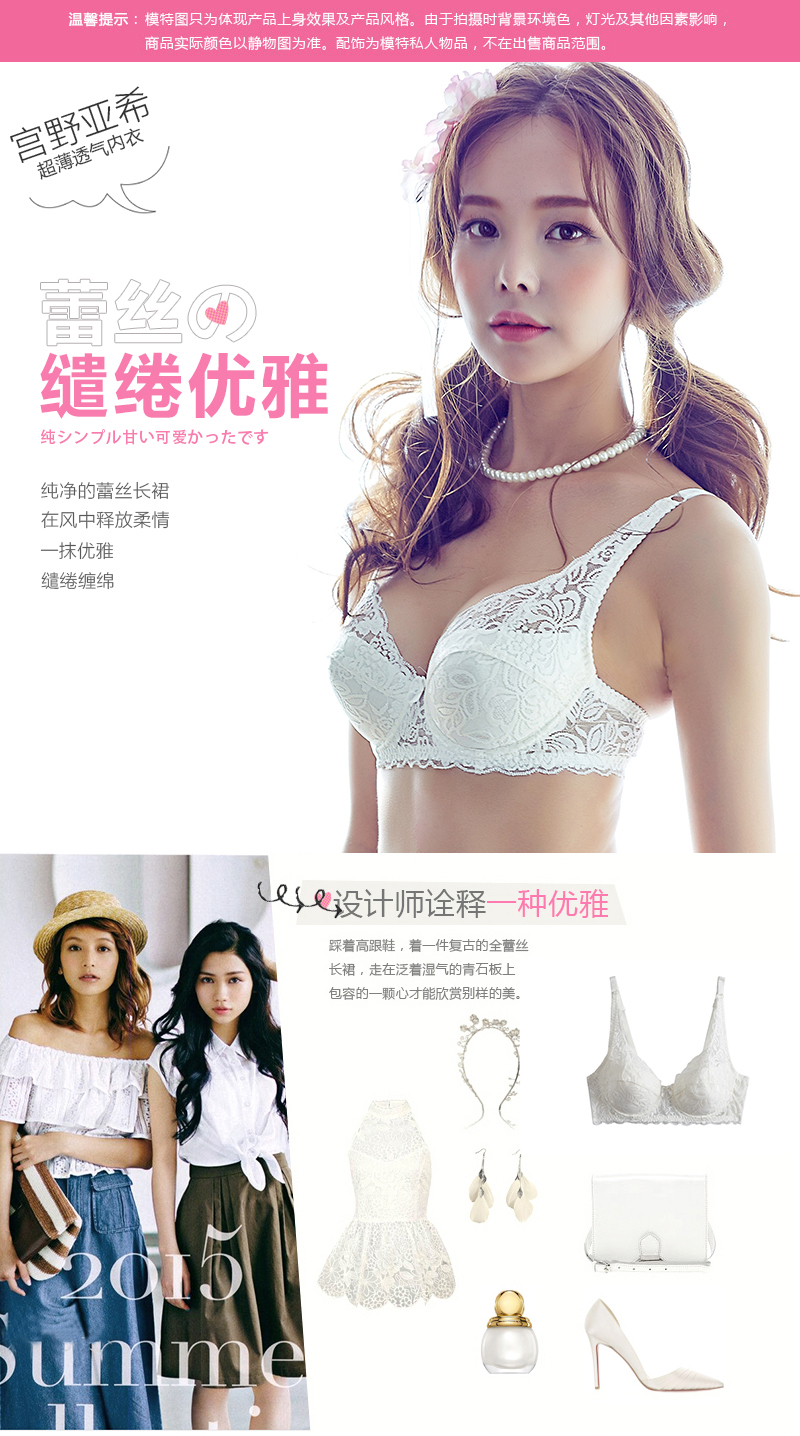 温馨提示：模特图只为体现产品上身效果及产品风格。由于拍摄时背景环境色，灯光及其他因素影响，
商品实际颜色以静物图为准。配饰为模特私人物品，不在出售商品范围。
宫野亚希
超薄透气内衣
蕾丝の
缱绻优雅
纯シンプル甘い可爱かったです
纯净的蕾丝长裙
在风中释放柔情
一抹优雅
缱绻缠绵
设计师诠释一种优雅
踩着高跟鞋，着一件复古的全蕾丝
长裙，走在泛着湿气的青石板上
包容的一颗心才能欣赏别样的美。
2015
Summe